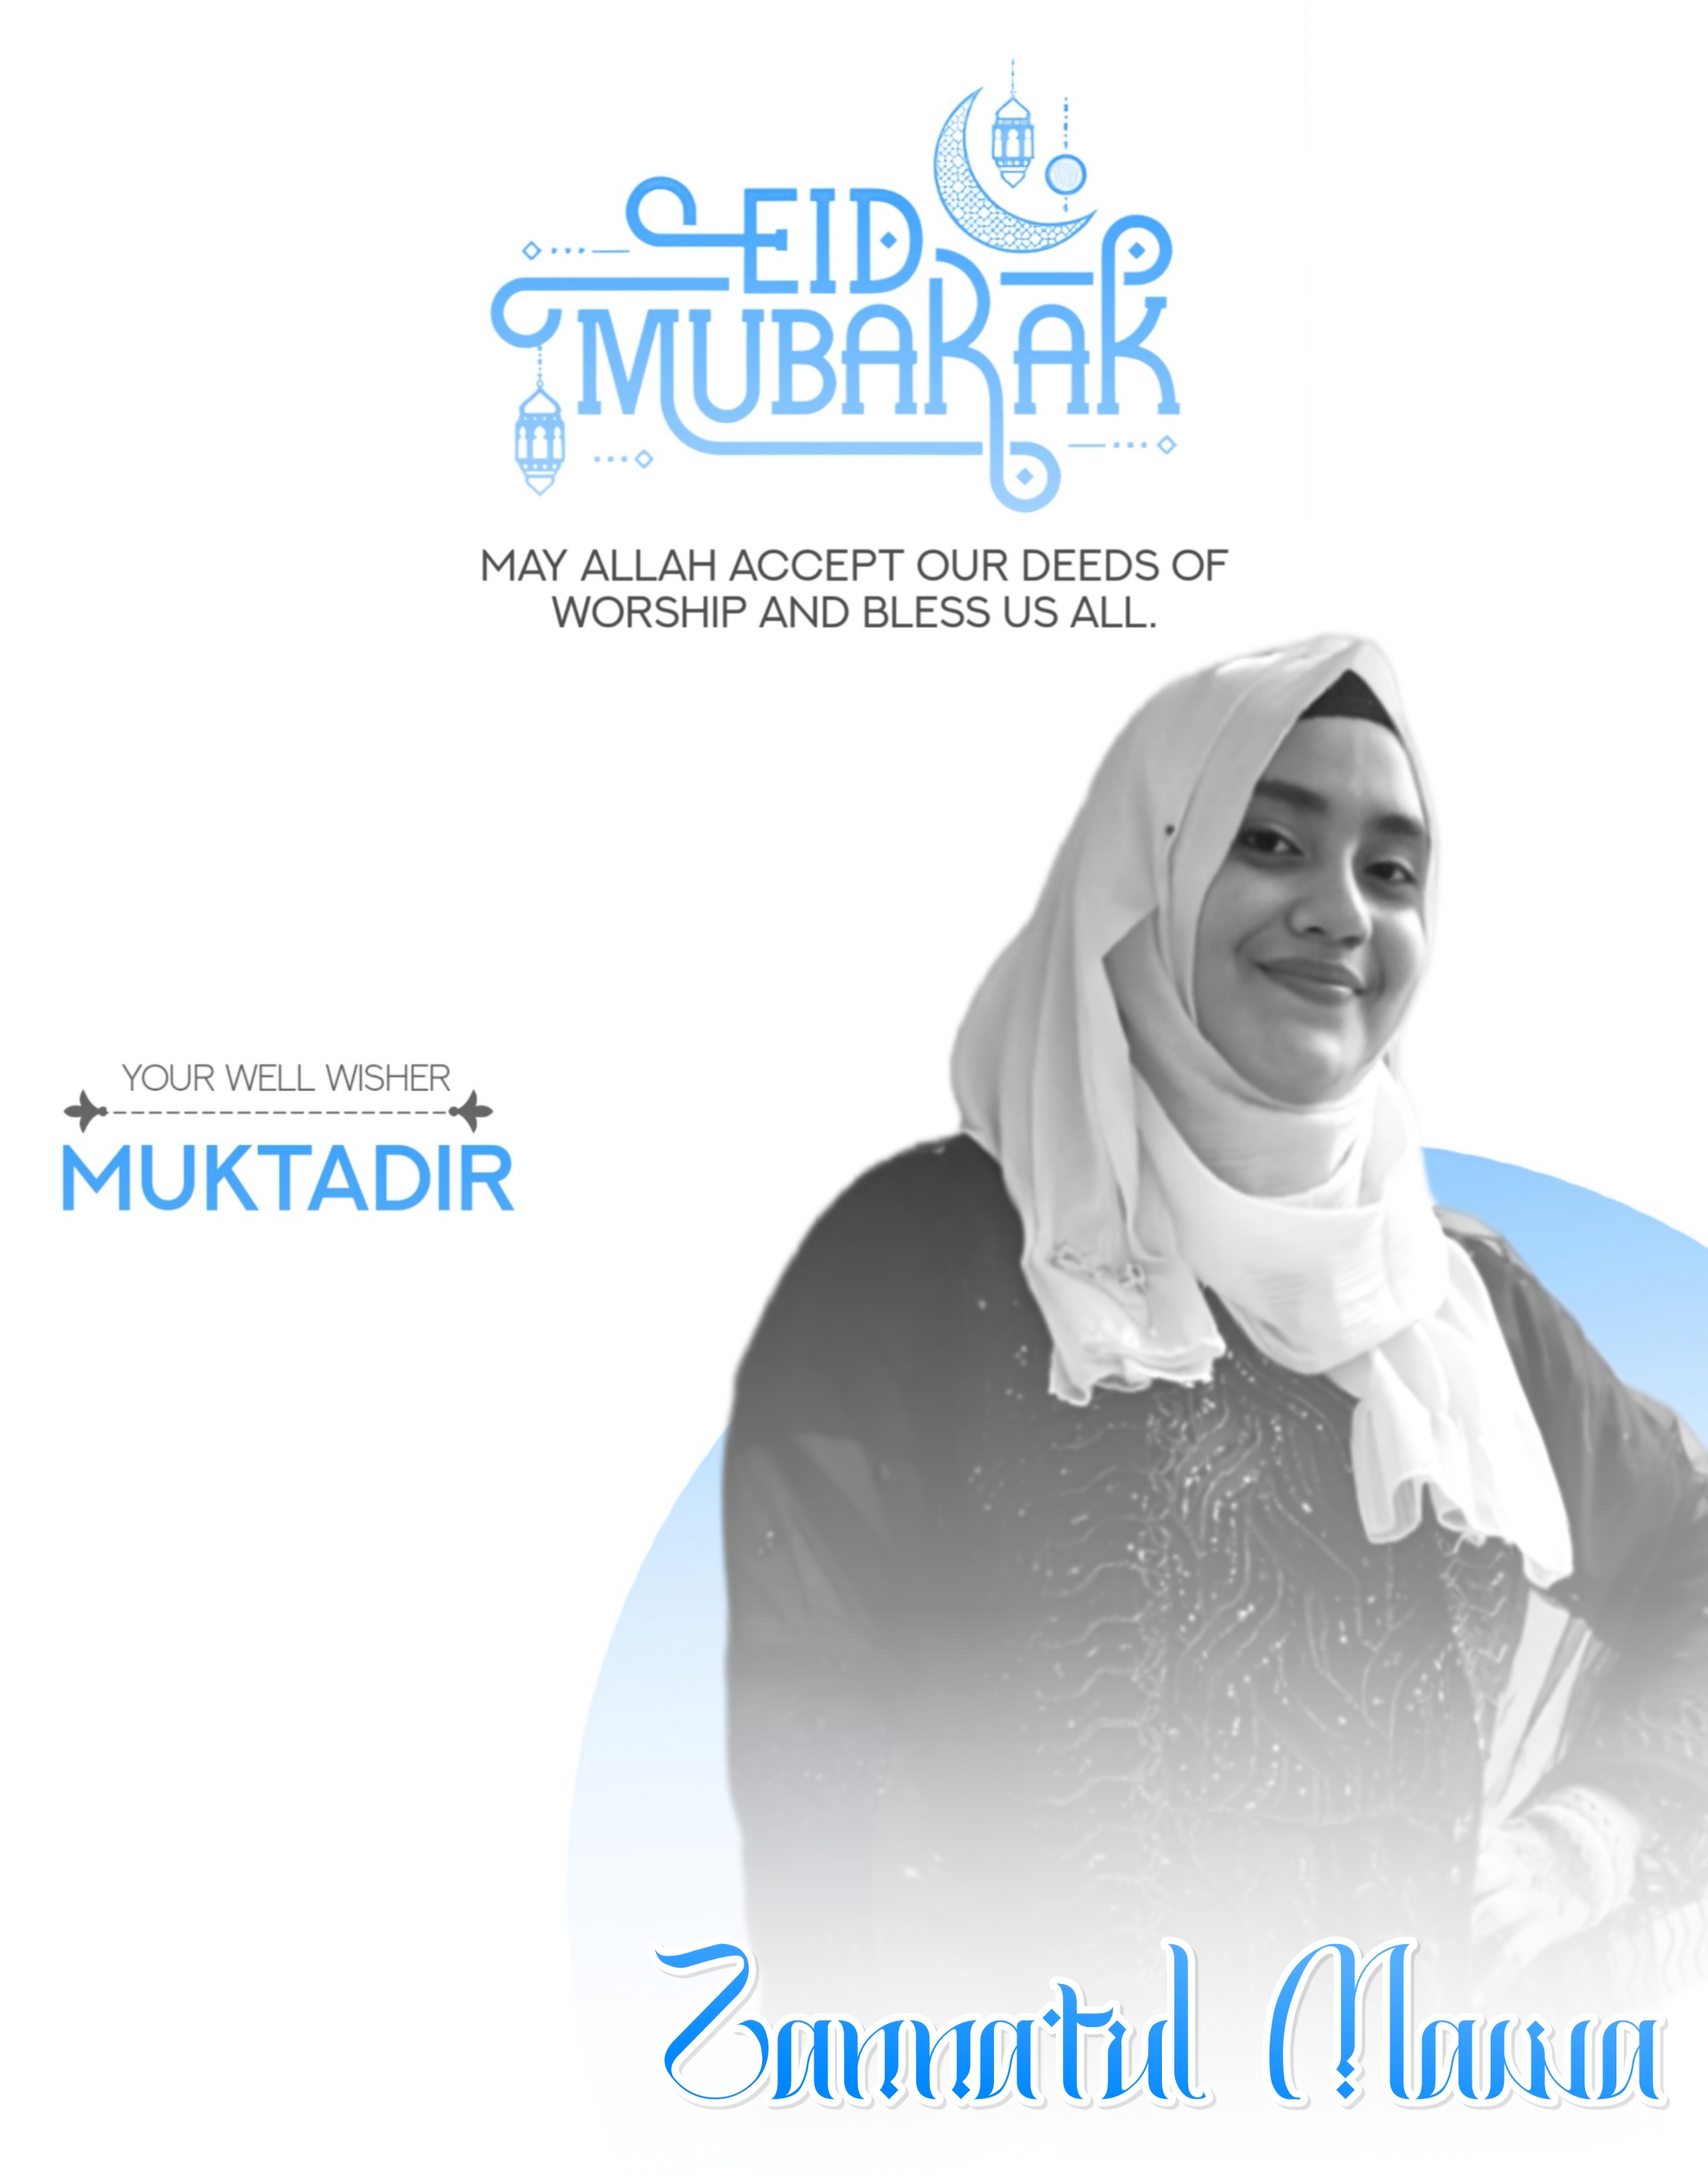 EID
MUBARAK
MAY ALLAH ACCEPT OUR DEEDS OF
WORSHIP AND BLESS US ALL.
YOUR WELL WISHER
MUKTADIR
Zannatul Mawa